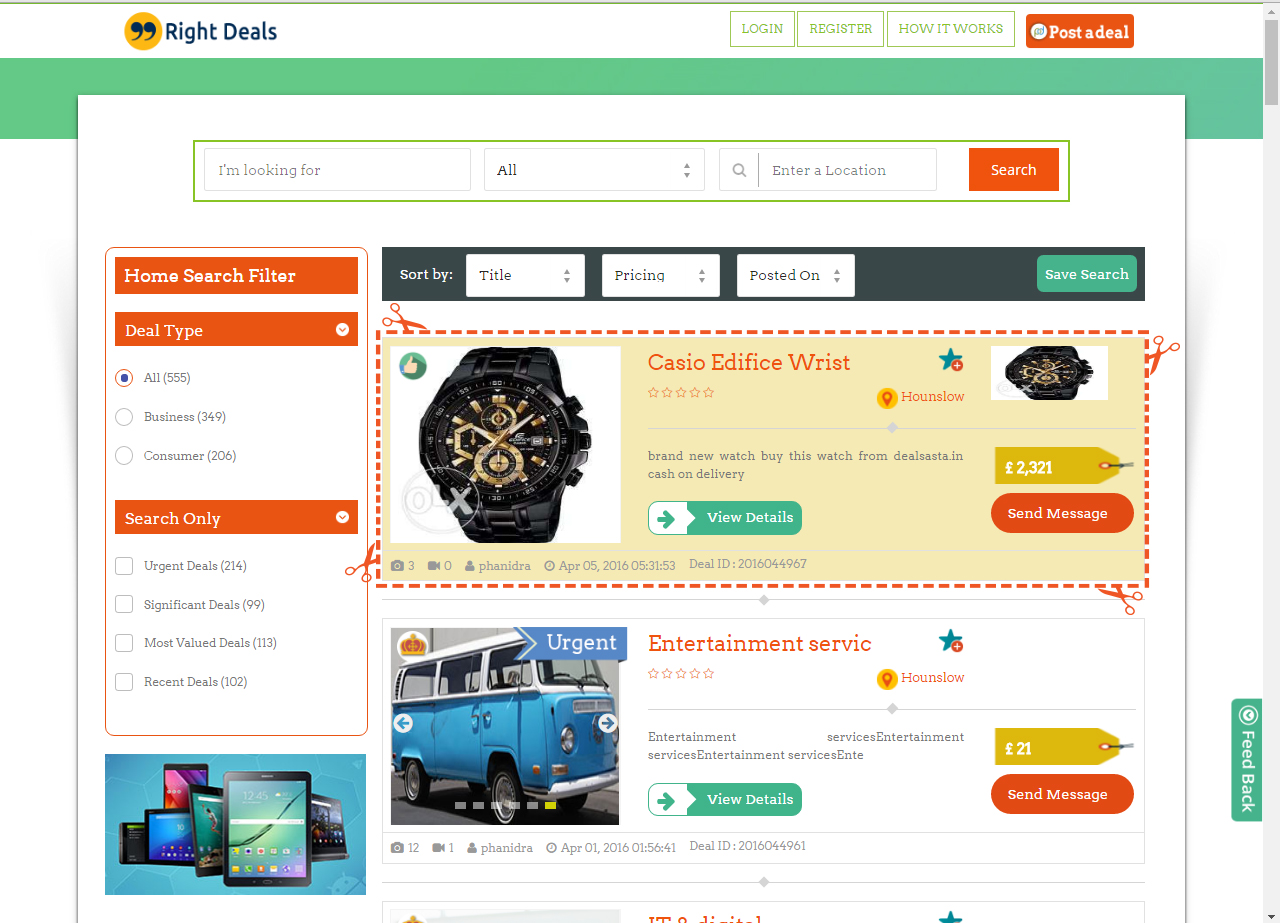 Right Deals
LOGIN
REGISTER
HOW IT WORKS
Post a deal
I'm looking for
All
Enter a Location
Search
Home Search Filter
Deal Type
All (555)
Business (349)
Consumer (206)
Search Only
Urgent Deals (214)
Significant Deals (99)
Most Valued Deals (113)
Recent Deals (102)
Sort by:
Title
Pricing
Posted On
Save Search
Casio Edifice Wrist
Hounslow
brand new watch buy this watch from dealsasta.in
cash on delivery
£ 2,321
View Details
Send Message
OLX
EDIFICE
3
0
phanidra
Apr 05, 2016 05:31:53
Deal ID : 2016044967
Urgent
Entertainment servic
Hounslow
Entertainment servicesEntertainment
servicesEntertainment servicesEnte
£ 21
View Details
Send Message
12
1
phanidra
Apr 01, 2016 01:56:41
Deal ID : 2016044961
IT & digital
Feed Back